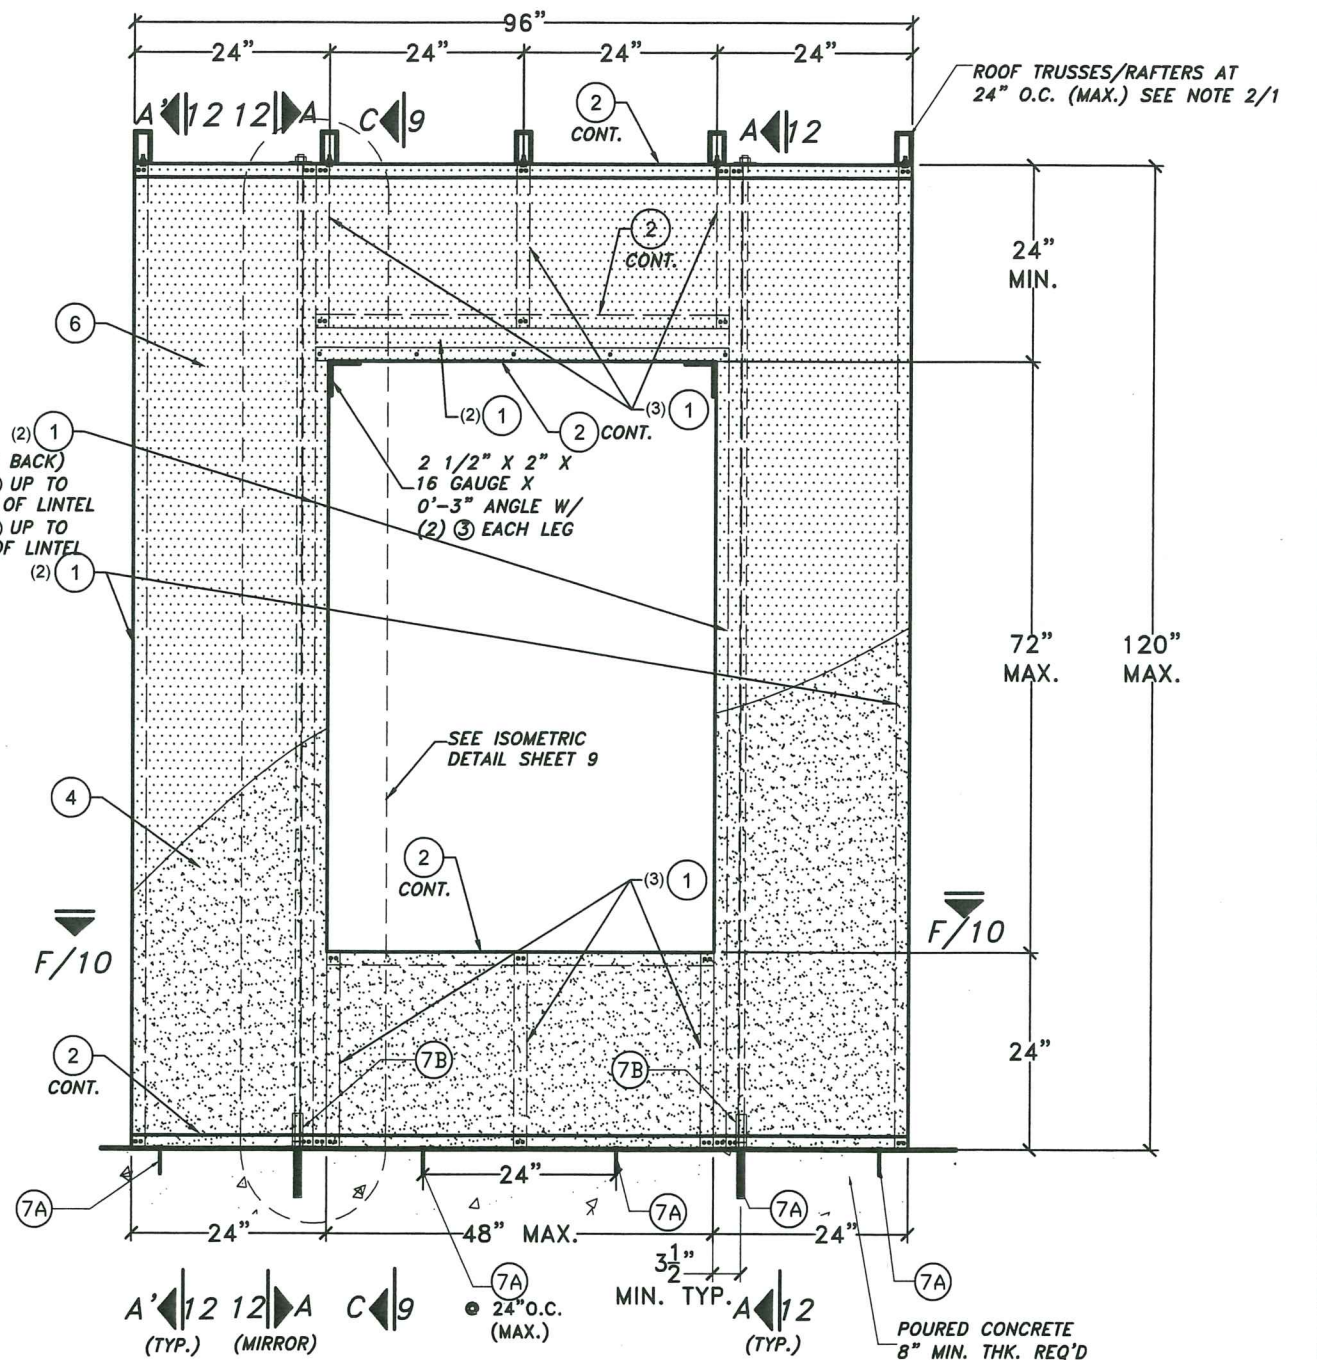 96"
24" 24" 24" 24"
ROOF TRUSSES/RAFTERS AT
24" O.C. (MAX.) SEE NOTE 2/1
A' 12 12 A C 9 A 12
2
CONT.
2
CONT.
24"
MIN.
6
(2) 1
BACK)
UP TO
OF LINTEL
UP TO
OF LINTEL
(2) 1
(2) 1
2 CONT.
(3) 1
2 1/2" X 2" X
16 GAUGE X
0'-3" ANGLE W/
(2) 3 EACH LEG
72"
MAX.
120"
MAX.
SEE ISOMETRIC
DETAIL SHEET 9
4
2
CONT.
(3) 1
F/10
F/10
2
CONT.
7B
7B
24"
7A
24"
7A
7A
24"
48" MAX.
24"
3 1/2"
MIN. TYP.
7A
24"O.C.
(MAX.)
7A
A' 12 12 A C 9 A 12
(TYP.) (MIRROR) (TYP.)
POURED CONCRETE
8" MIN. THK. REQ'D